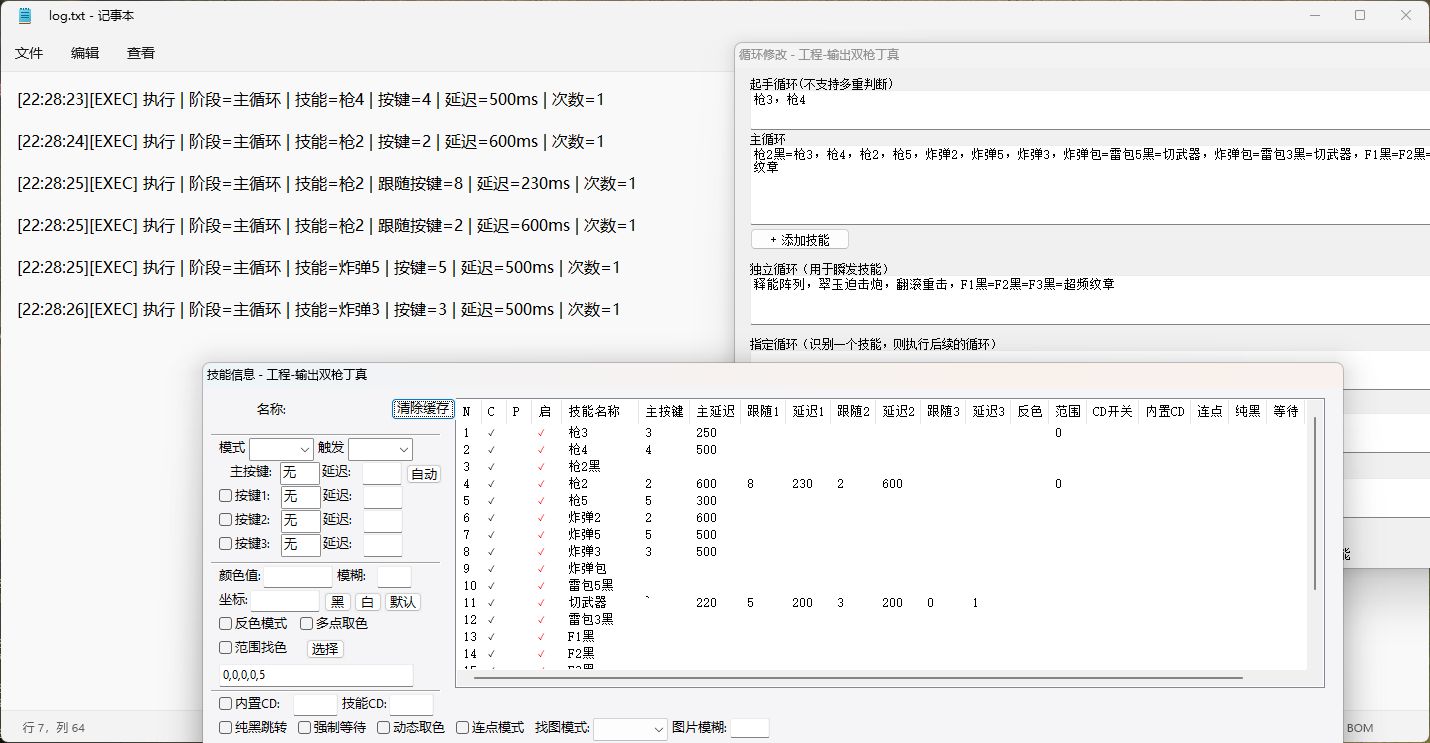 log.txt - 记事本
文件 编辑 查看
[22:28:23][EXEC] 执行 | 阶段=主循环 | 技能=枪4 | 按键=4 | 延迟=500ms | 次数=1
[22:28:24][EXEC] 执行 | 阶段=主循环 | 技能=枪2 | 按键=2 | 延迟=600ms | 次数=1
[22:28:25][EXEC] 执行 | 阶段=主循环 | 技能=枪2 | 跟随按键=8 | 延迟=230ms | 次数=1
[22:28:25][EXEC] 执行 | 阶段=主循环 | 技能=枪2 | 跟随按键=2 | 延迟=600ms | 次数=1
[22:28:25][EXEC] 执行 | 阶段=主循环 | 技能=炸弹5 | 按键=5 | 延迟=500ms | 次数=1
[22:28:26][EXEC] 执行 | 阶段=主循环 | 技能=炸弹3 | 按键=3 | 延迟=500ms | 次数=1
循环修改 - 工程-输出双枪丁真
起手循环(不支持多重判断)
枪3, 枪4
主循环
枪2黑=枪3, 枪4, 枪2, 枪5, 炸弹2, 炸弹5, 炸弹3, 炸弹包=雷包5黑=切武器, 炸弹包=雷包3黑=切武器, F1黑=F2黑=
纹章
+ 添加技能
独立循环 (用于瞬发技能)
释能阵列, 翠玉迫击炮, 翻滚重击, F1黑=F2黑=F3黑=超频纹章
指定循环 (识别一个技能, 则执行后续的循环)
能
技能信息 - 工程-输出双枪丁真
名称: 清除缓存
模式 触发
主按键: 无 延迟: 自动
按键1: 无 延迟:
按键2: 无 延迟:
按键3: 无 延迟:
颜色值: 模糊:
坐标: 黑 白 默认
反色模式 多点取色
范围找色 选择
0,0,0,0,5
内置CD: 技能CD:
纯黑跳转 强制等待 动态取色 连点模式 找图模式: 图片模糊:
N C P 启 技能名称 主按键 主延迟 跟随1 延迟1 跟随2 延迟2 跟随3 延迟3 反色 范围 CD开关 内置CD 连点 纯黑 等待
1 √ √ 枪3 3 250 0
2 √ √ 枪4 4 500
3 √ √ 枪2黑
4 √ √ 枪2 2 600 8 230 2 600 0
5 √ √ 枪5 5 300
6 √ √ 炸弹2 2 600
7 √ √ 炸弹5 5 500
8 √ √ 炸弹3 3 500
9 √ √ 炸弹包
10 √ √ 雷包5黑
11 √ √ 切武器 ` 220 5 200 3 200 0 1
12 √ √ 雷包3黑
13 √ √ F1黑
14 √ √ F2黑
15 √ √ F3黑
行 7, 列 64
BOM